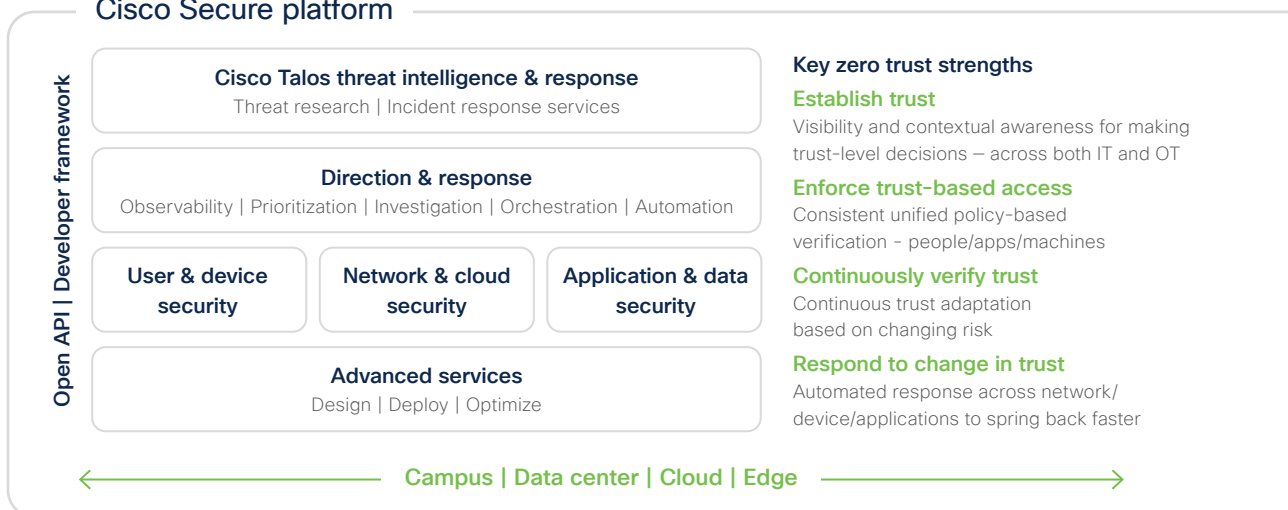 Cisco Secure platform
Open API | Developer framework
Cisco Talos threat intelligence & response
Threat research | Incident response services
Direction & response
Observability | Prioritization | Investigation | Orchestration | Automation
User & device
security
Network & cloud
security
Application & data
security
Advanced services
Design | Deploy | Optimize
Key zero trust strengths
Establish trust
Visibility and contextual awareness for making
trust-level decisions – across both IT and OT
Enforce trust-based access
Consistent unified policy-based
verification - people/apps/machines
Continuously verify trust
Continuous trust adaptation
based on changing risk
Respond to change in trust
Automated response across network/
device/applications to spring back faster
Campus | Data center | Cloud | Edge